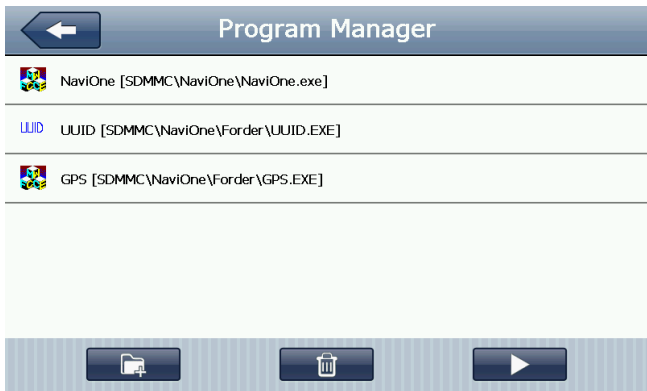 Program Manager
NaviOne [SDMMC\NaviOne\NaviOne.exe]
UUID UUID [SDMMC\NaviOne\Forder\UUID.EXE]
GPS [SDMMC\NaviOne\Forder\GPS.EXE]